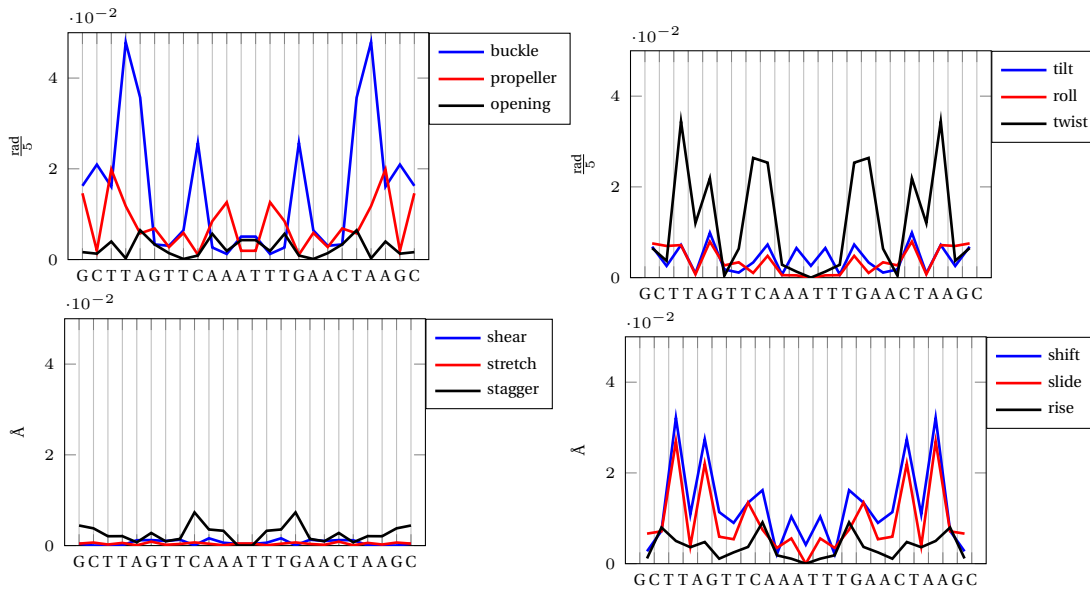 ·10⁻²
4
2
0
rad
5
buckle
propeller
opening
G C T T A G T T C A A A T T T G A A C T A A G C
·10⁻²
4
2
0
rad
5
tilt
roll
twist
G C T T A G T T C A A A T T T G A A C T A A G C
·10⁻²
4
2
0
Å
shear
stretch
stagger
G C T T A G T T C A A A T T T G A A C T A A G C
·10⁻²
4
2
0
Å
shift
slide
rise
G C T T A G T T C A A A T T T G A A C T A A G C